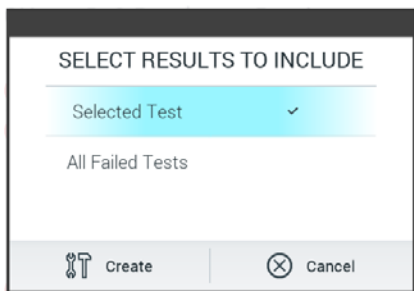 SELECT RESULTS TO INCLUDE
Selected Test
All Failed Tests
Create
Cancel